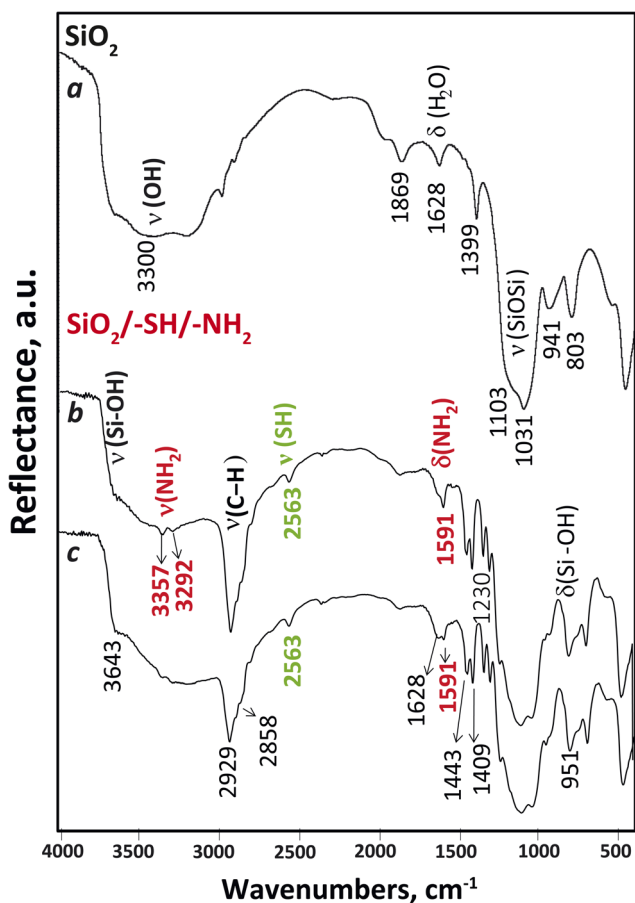 SiO2
a
ν (OH)
3300
1869
δ (H2O)
1628
1399
ν (SiOSi)
1103
1031
941
803
SiO2/-SH/-NH2
b
ν (Si-OH)
ν(NH2)
3357
3292
ν(C–H)
ν (SH)
2563
δ(NH2)
1591
1230
δ(Si -OH)
c
3643
2929
2858
2563
1628
1591
1443
1409
951
4000 3500 3000 2500 2000 1500 1000 500
Wavenumbers, cm-1
Reflectance, a.u.